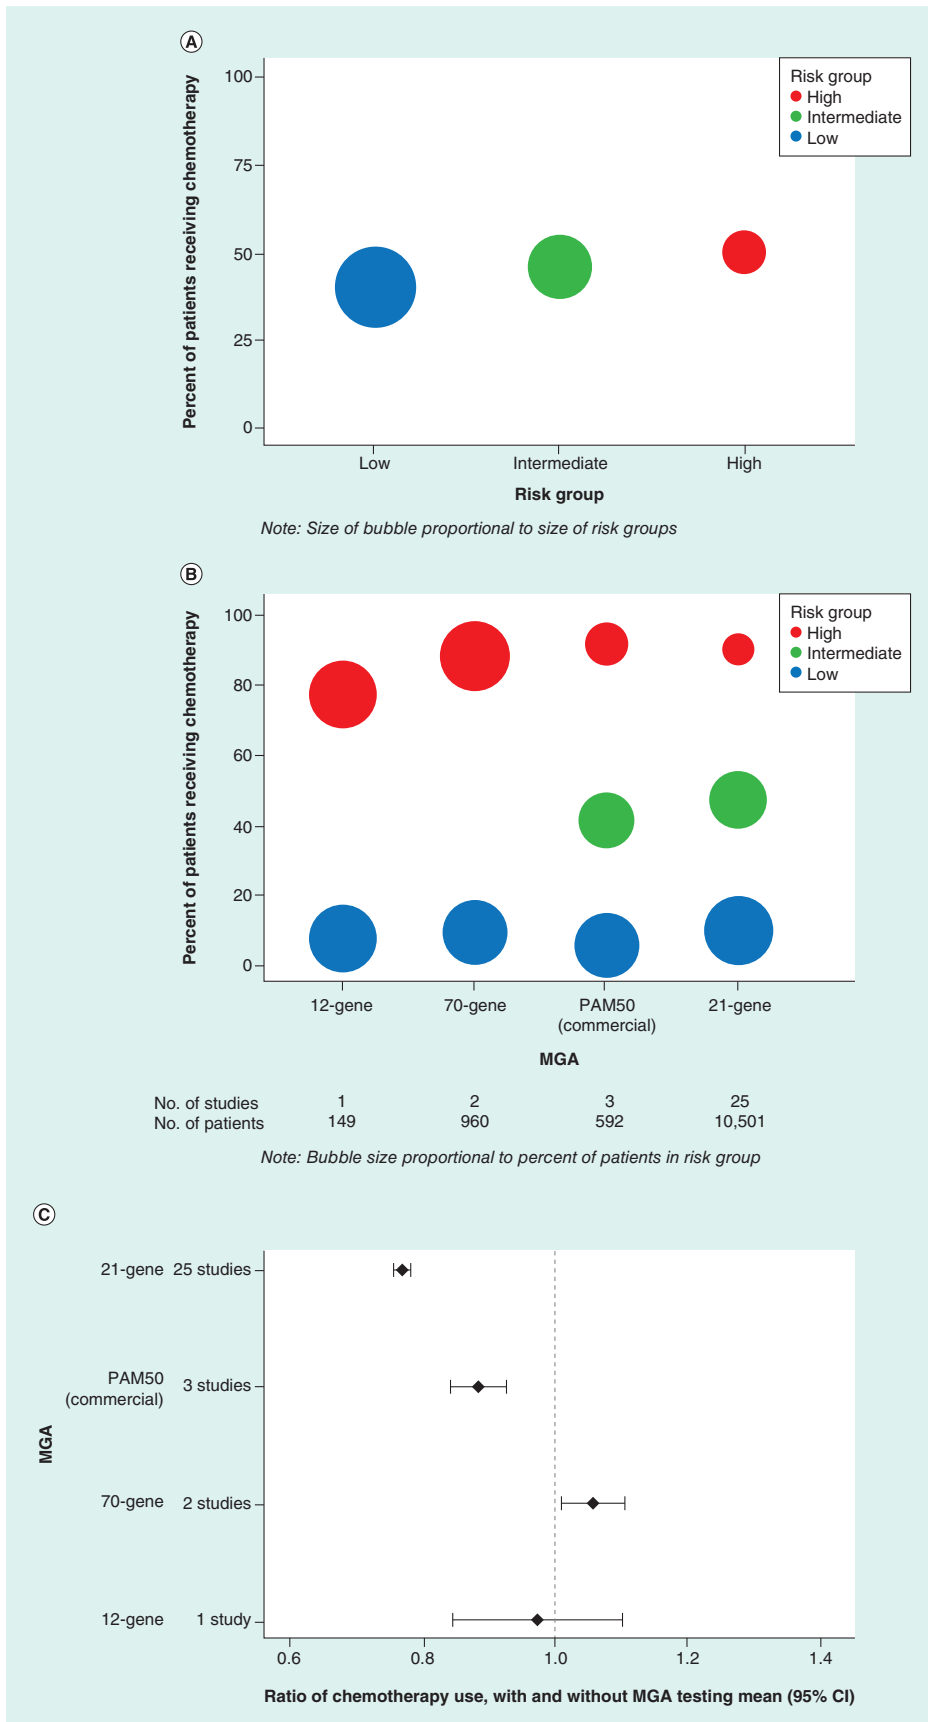 A
Percent of patients receiving chemotherapy
100
75
50
25
0
Risk group
High
Intermediate
Low
Low Intermediate High
Risk group
Note: Size of bubble proportional to size of risk groups
B
Percent of patients receiving chemotherapy
100
80
60
40
20
0
Risk group
High
Intermediate
Low
12-gene 70-gene PAM50 21-gene
(commercial)
MGA
No. of studies 1 2 3 25
No. of patients 149 960 592 10,501
Note: Bubble size proportional to percent of patients in risk group
C
MGA
21-gene 25 studies
PAM50
(commercial) 3 studies
70-gene 2 studies
12-gene 1 study
0.6 0.8 1.0 1.2 1.4
Ratio of chemotherapy use, with and without MGA testing mean (95% CI)